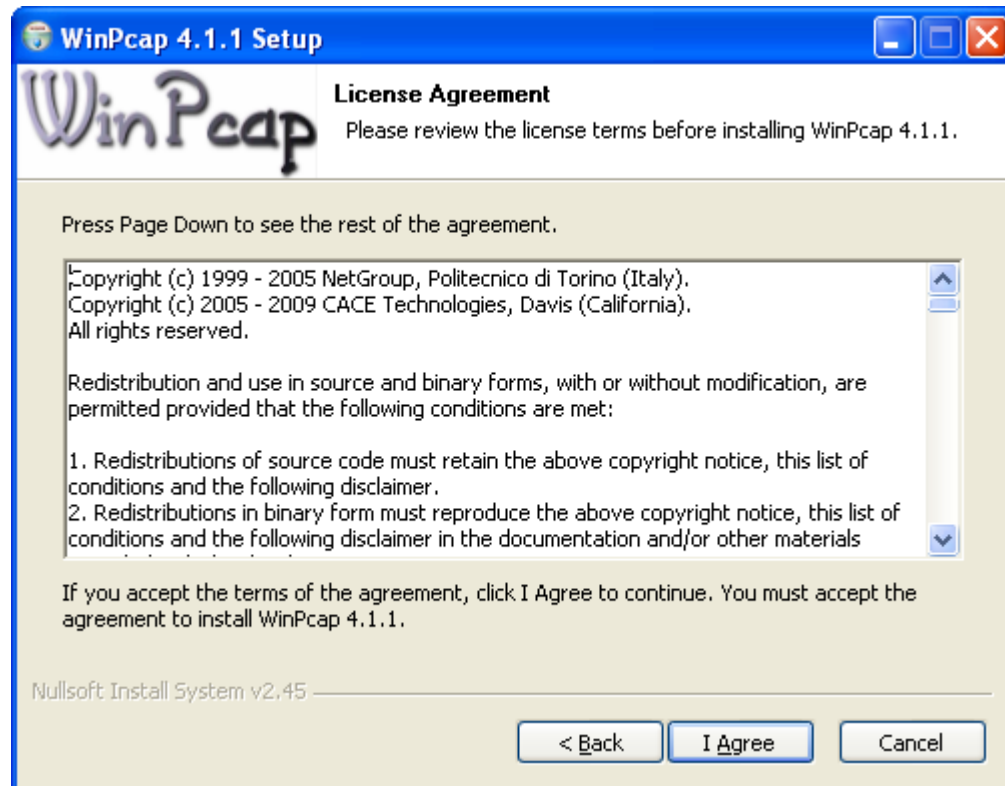 WinPcap 4.1.1 Setup
WinPcap
License Agreement
Please review the license terms before installing WinPcap 4.1.1.
Press Page Down to see the rest of the agreement.
Copyright (c) 1999 - 2005 NetGroup, Politecnico di Torino (Italy).
Copyright (c) 2005 - 2009 CACE Technologies, Davis (California).
All rights reserved.
Redistribution and use in source and binary forms, with or without modification, are
permitted provided that the following conditions are met:
1. Redistributions of source code must retain the above copyright notice, this list of
conditions and the following disclaimer.
2. Redistributions in binary form must reproduce the above copyright notice, this list of
conditions and the following disclaimer in the documentation and/or other materials
If you accept the terms of the agreement, click I Agree to continue. You must accept the
agreement to install WinPcap 4.1.1.
Nullsoft Install System v2.45
< Back
I Agree
Cancel